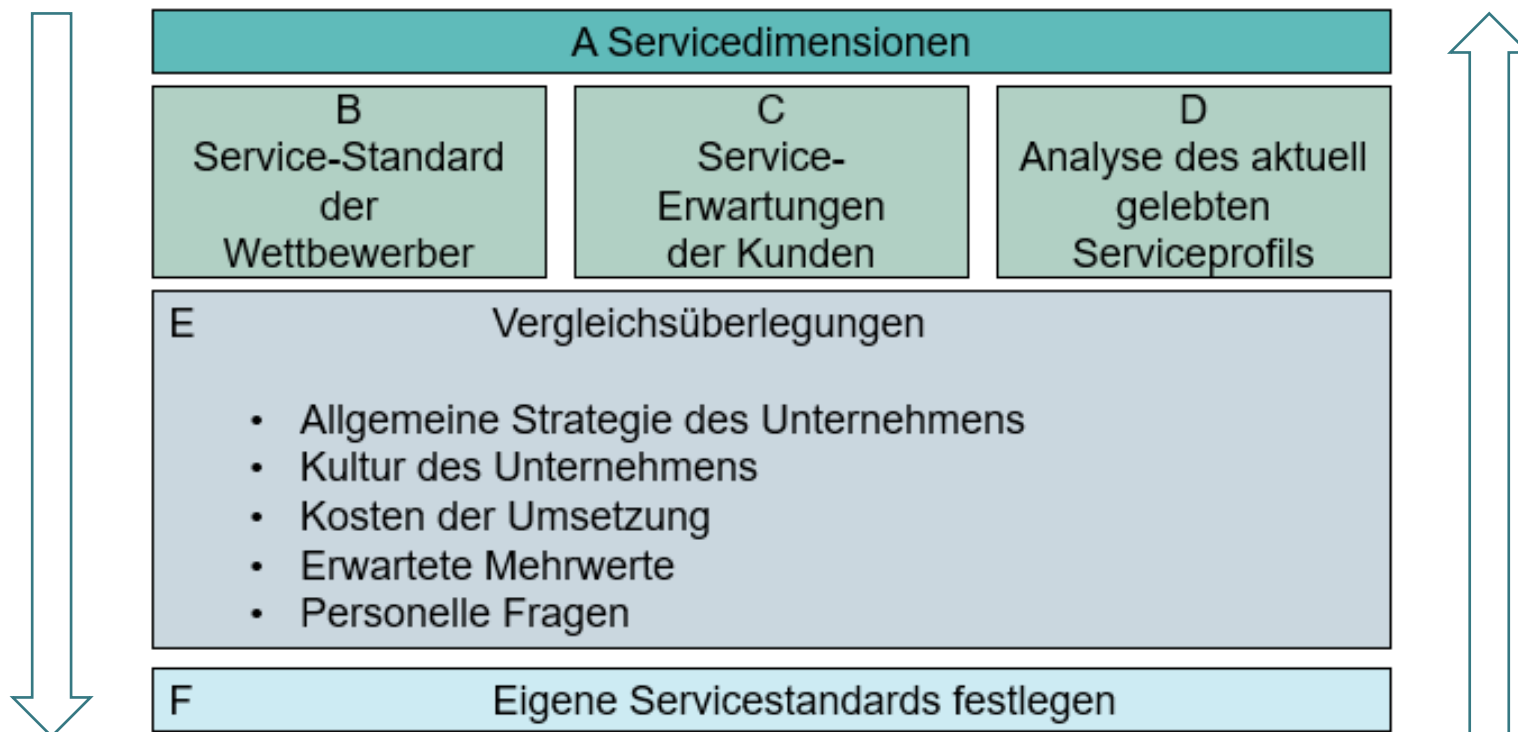 A Servicedimensionen
B
Service-Standard
der
Wettbewerber
C
Service-
Erwartungen
der Kunden
D
Analyse des aktuell
gelebten
Serviceprofils
E Vergleichsüberlegungen
• Allgemeine Strategie des Unternehmens
• Kultur des Unternehmens
• Kosten der Umsetzung
• Erwartete Mehrwerte
• Personelle Fragen
F Eigene Servicestandards festlegen